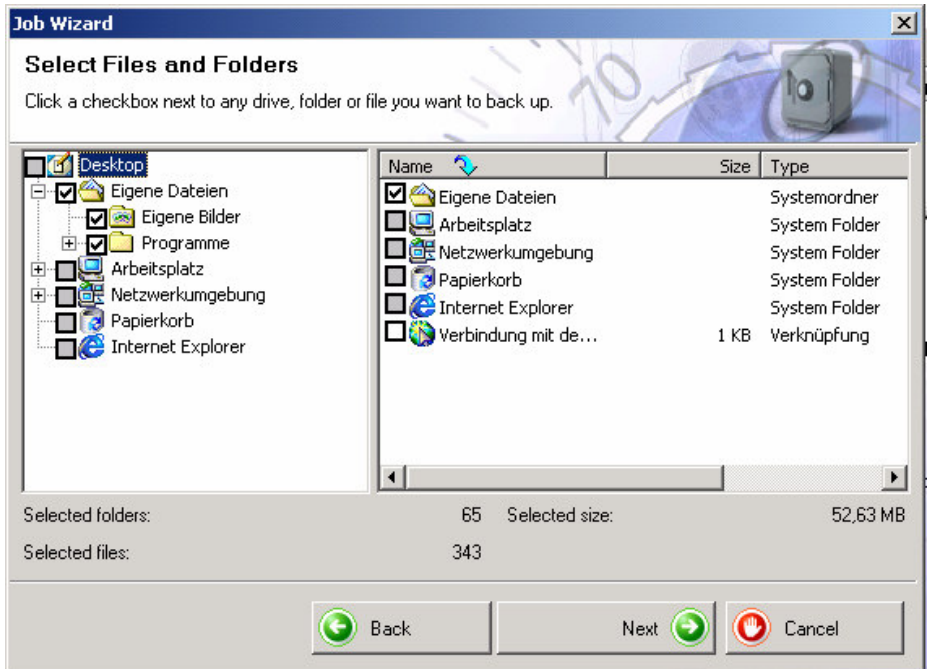 Job Wizard
Select Files and Folders
Click a checkbox next to any drive, folder or file you want to back up.
70
Desktop
Eigene Dateien
Eigene Bilder
Programme
Arbeitsplatz
Netzwerkumgebung
Papierkorb
Internet Explorer
Name Size Type
Eigene Dateien Systemordner
Arbeitsplatz System Folder
Netzwerkumgebung System Folder
Papierkorb System Folder
Internet Explorer System Folder
Verbindung mit de... 1 KB Verknüpfung
Selected folders: 65 Selected size: 52,63 MB
Selected files: 343
Back Next Cancel